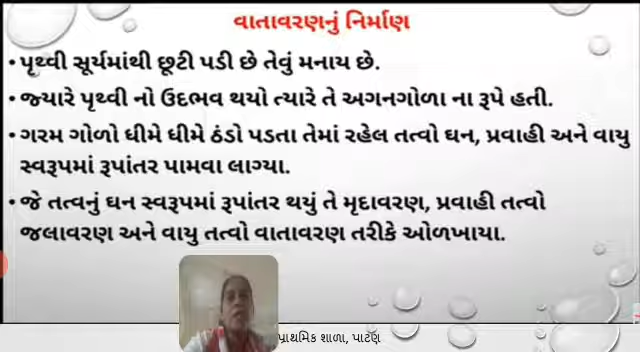 વાતાવરણનું નિર્માણ
• પૃથ્વી સૂર્યમાંથી છૂટી પડી છે તેવું મનાય છે.
• જ્યારે પૃથ્વી નો ઉદભવ થયો ત્યારે તે અગનગોળા ના રૂપે હતી.
• ગરમ ગોળો ધીમે ધીમે ઠંડો પડતા તેમાં રહેલ તત્વો ઘન, પ્રવાહી અને વાયુ
સ્વરૂપમાં રૂપાંતર પામવા લાગ્યા.
• જે તત્વનું ઘન સ્વરૂપમાં રૂપાંતર થયું તે મૃદાવરણ, પ્રવાહી તત્વો
જલાવરણ અને વાયુ તત્વો વાતાવરણ તરીકે ઓળખાયા.
પ્રાથમિક શાળા, પાટણ